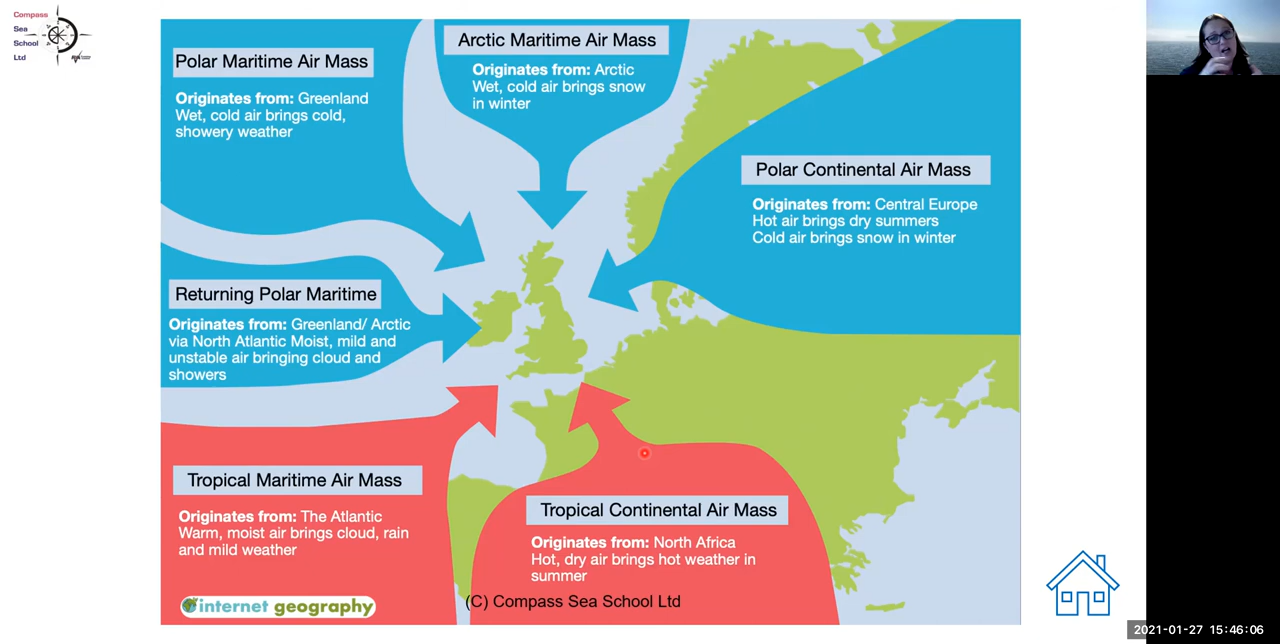 Compass
Sea
School
Ltd
Polar Maritime Air Mass
Originates from: Greenland
Wet, cold air brings cold,
showery weather
Arctic Maritime Air Mass
Originates from: Arctic
Wet, cold air brings snow
in winter
Polar Continental Air Mass
Originates from: Central Europe
Hot air brings dry summers
Cold air brings snow in winter
Returning Polar Maritime
Originates from: Greenland/ Arctic
via North Atlantic Moist, mild and
unstable air bringing cloud and
showers
Tropical Maritime Air Mass
Originates from: The Atlantic
Warm, moist air brings cloud, rain
and mild weather
Tropical Continental Air Mass
Originates from: North Africa
Hot, dry air brings hot weather in
summer
internet geography
(C) Compass Sea School Ltd
2021-01-27 15:46:06